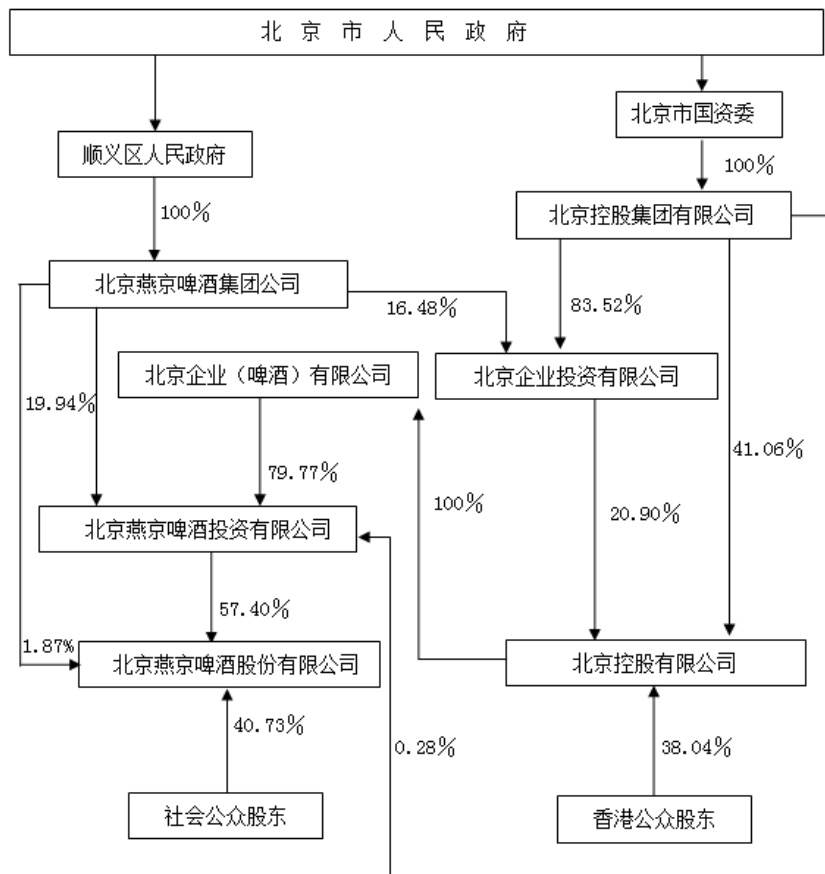 北京市人民政府
北京市国资委
顺义区人民政府
100%
100%
北京控股集团有限公司
北京燕京啤酒集团公司
16.48%
83.52%
北京企业（啤酒）有限公司
北京企业投资有限公司
19.94%
41.06%
79.77%
100%
20.90%
北京燕京啤酒投资有限公司
57.40%
1.87%
北京燕京啤酒股份有限公司
北京控股有限公司
40.73%
0.28%
38.04%
社会公众股东
香港公众股东